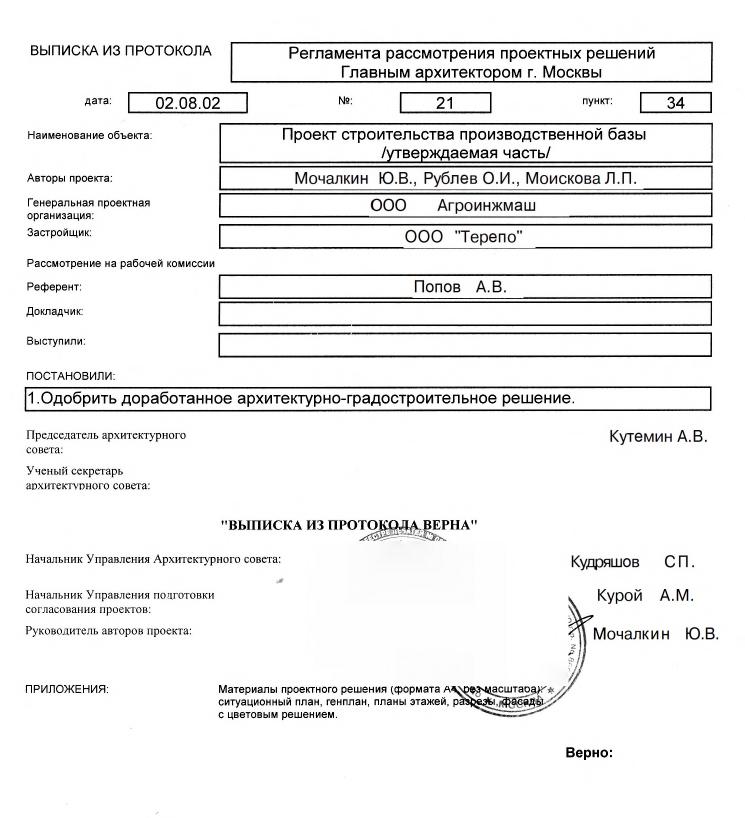 ВЫПИСКА ИЗ ПРОТОКОЛА
Регламента рассмотрения проектных решений
Главным архитектором г. Москвы
дата: 02.08.02 №: 21 пункт: 34
Наименование объекта: Проект строительства производственной базы
/утверждаемая часть/
Авторы проекта: Мочалкин Ю.В., Рублев О.И., Моискова Л.П.
Генеральная проектная
организация: ООО Агроинжмаш
Застройщик: ООО "Терепо"
Рассмотрение на рабочей комиссии
Референт: Попов А.В.
Докладчик:
Выступили:
ПОСТАНОВИЛИ:
1.Одобрить доработанное архитектурно-градостроительное решение.
Председатель архитектурного
совета: Кутемин А.В.
Ученый секретарь
архитектурного совета:
"ВЫПИСКА ИЗ ПРОТОКОЛА ВЕРНА"
Начальник Управления Архитектурного совета: Кудряшов СП.
Начальник Управления подготовки
согласования проектов: Курой А.М.
Руководитель авторов проекта: Мочалкин Ю.В.
ПРИЛОЖЕНИЯ: Материалы проектного решения (формата А4, без масштаба):
ситуационный план, генплан, планы этажей, разрезы, фасады
с цветовым решением.
МОСКВА
Верно: